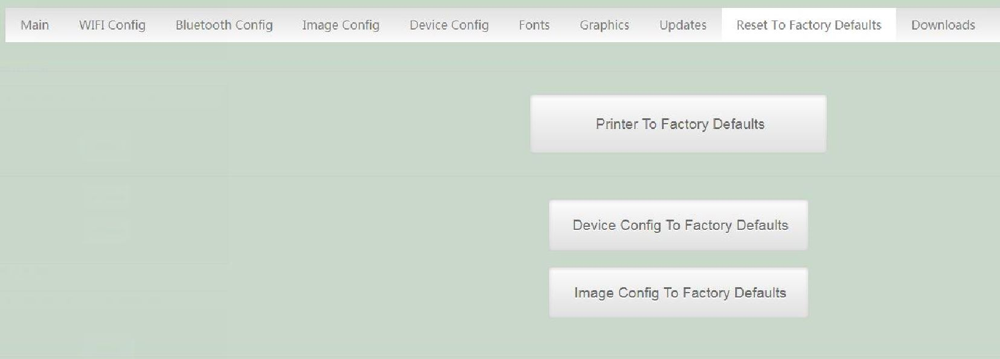 Main WIFI Config Bluetooth Config Image Config Device Config Fonts Graphics Updates Reset To Factory Defaults Downloads
Printer To Factory Defaults
Device Config To Factory Defaults
Image Config To Factory Defaults